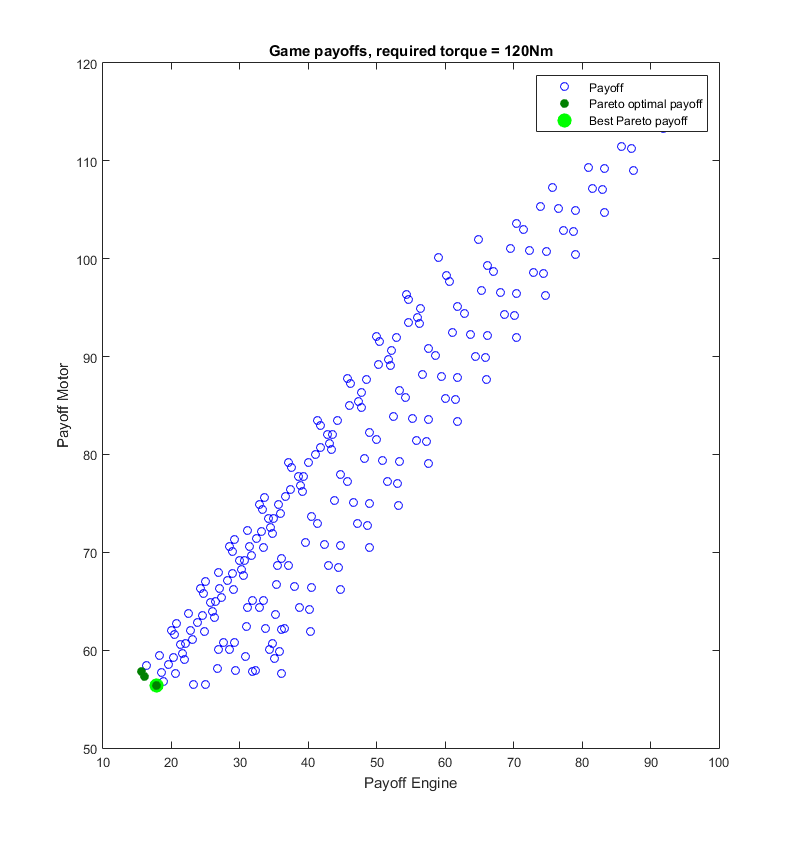 Game payoffs, required torque = 120Nm
120
110
100
90
80
70
60
50
Payoff Motor
Payoff
Pareto optimal payoff
Best Pareto payoff
10 20 30 40 50 60 70 80 90 100
Payoff Engine